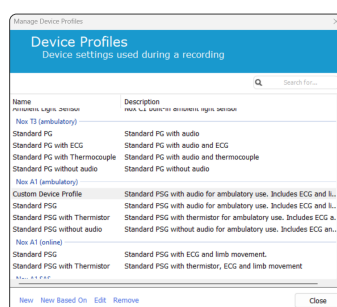 Manage Device Profiles
Device Profiles
Device settings used during a recording
Search for...
Name Description
Ambient Light Sensor Nox C1 built-in ambient light sensor
Nox T3 (ambulatory)
Standard PG Standard PG with audio
Standard PG with ECG Standard PG with audio and ECG
Standard PG with Thermocouple Standard PG with audio and thermocouple
Standard PG without audio Standard PG without audio
Nox A1 (ambulatory)
Custom Device Profile Standard PSG with audio for ambulatory use. Includes ECG and li...
Standard PSG Standard PSG with audio for ambulatory use. Includes ECG and li...
Standard PSG with Thermistor Standard PSG with thermistor for ambulatory use. Includes ECG a...
Standard PSG without audio Standard PSG without audio for ambulatory use. Includes ECG an...
Nox A1 (online)
Standard PSG Standard PSG with ECG and limb movement.
Standard PSG with Thermistor Standard PSG with thermistor, ECG and limb movement
New New Based On Edit Remove Close